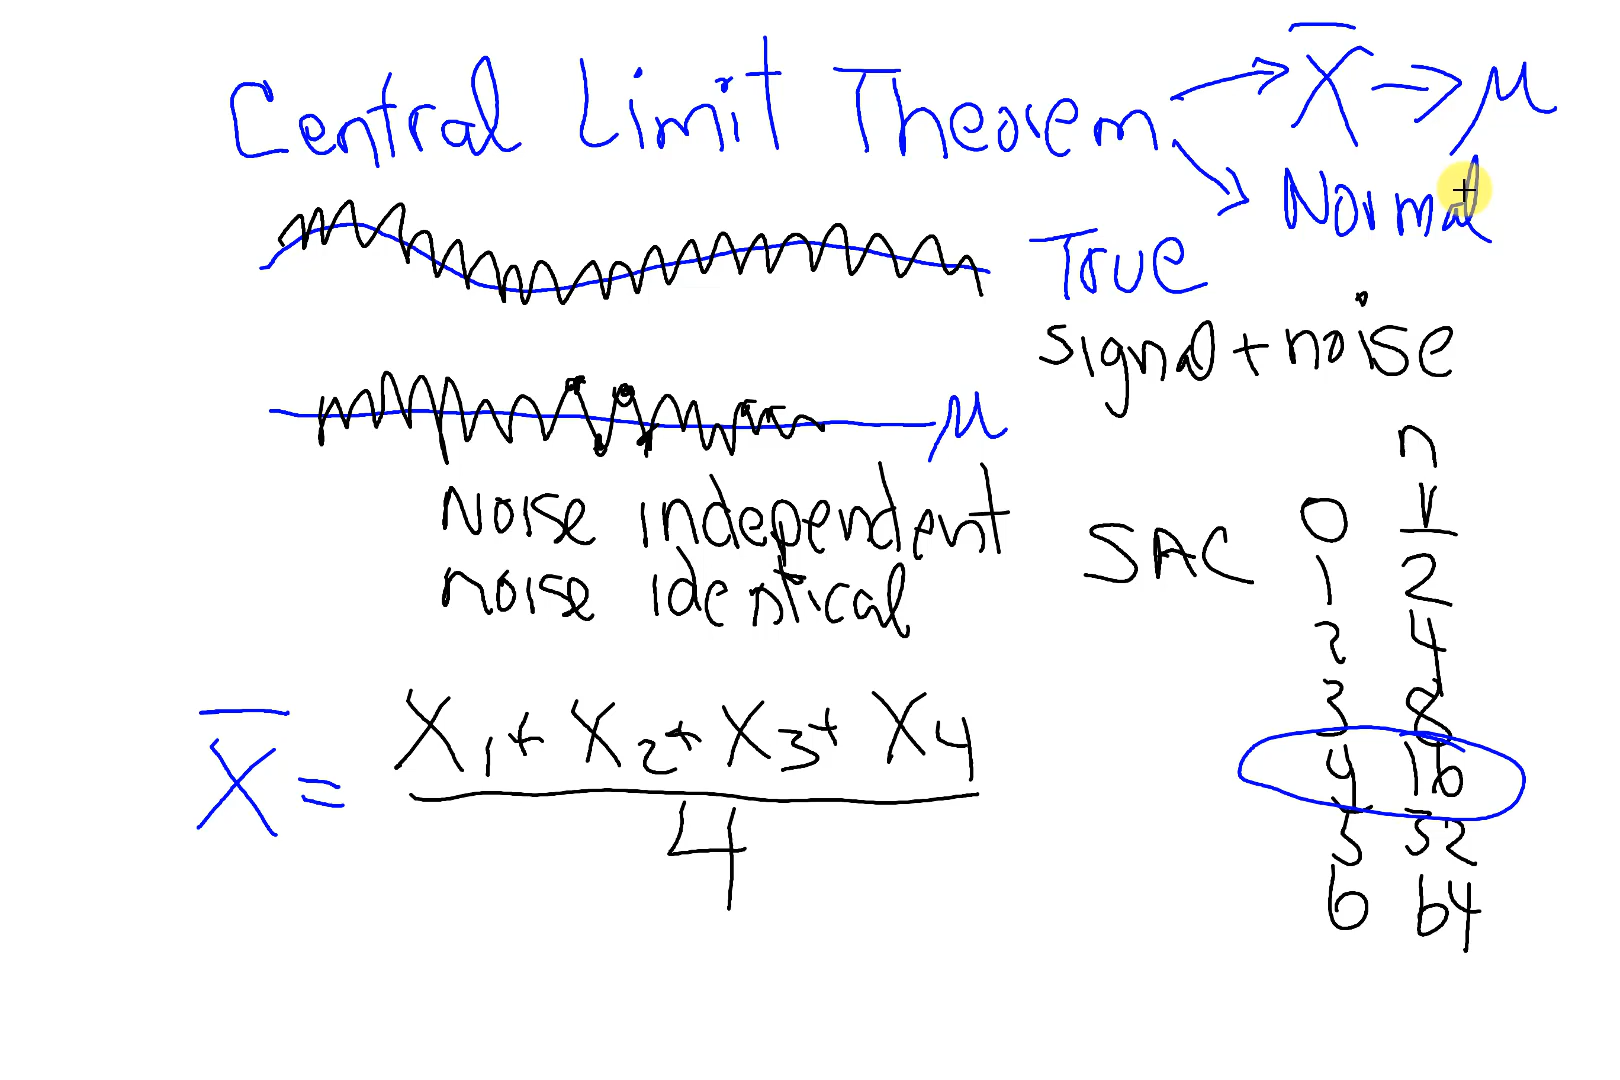 Central Limit Theorem → X̄ → μ
→ Normal
True
signal + noise
μ
Noise independent
noise identical
X̄ = (X1 + X2 + X3 + X4) / 4
SAC
n
0 1
1 2
2 4
3 8
4 16
5 32
6 64